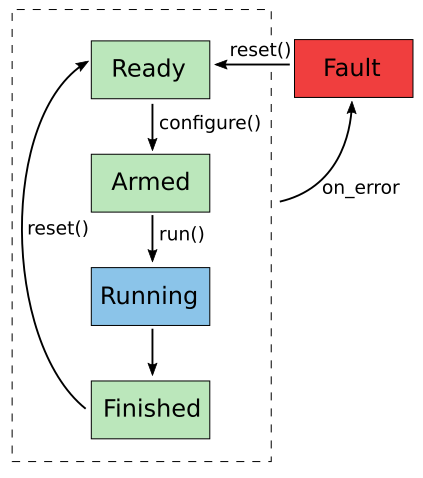 reset()
Ready
Fault
configure()
Armed
on_error
reset()
run()
Running
Finished